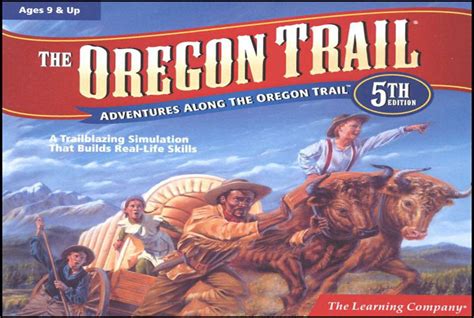 Ages 9 & Up
THE OREGON TRAIL®
ADVENTURES ALONG THE OREGON TRAIL™
5TH
EDITION
A Trailblazing Simulation
That Builds Real-Life Skills
The Learning Company®